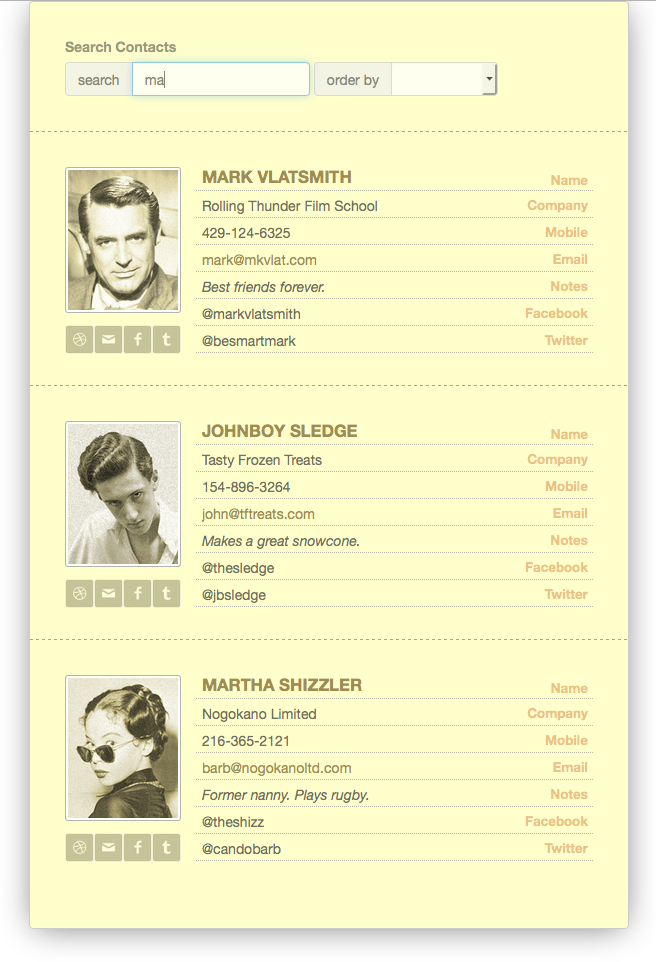 Search Contacts
search ma order by
MARK VLATSMITH Name
Rolling Thunder Film School Company
429-124-6325 Mobile
mark@mkvlat.com Email
Best friends forever. Notes
@markvlatsmith Facebook
@besmartmark Twitter
JOHNBOY SLEDGE Name
Tasty Frozen Treats Company
154-896-3264 Mobile
john@tftreats.com Email
Makes a great snowcone. Notes
@thesledge Facebook
@jbsledge Twitter
MARTHA SHIZZLER Name
Nogokano Limited Company
216-365-2121 Mobile
barb@nogokanoltd.com Email
Former nanny. Plays rugby. Notes
@theshizz Facebook
@candobarb Twitter